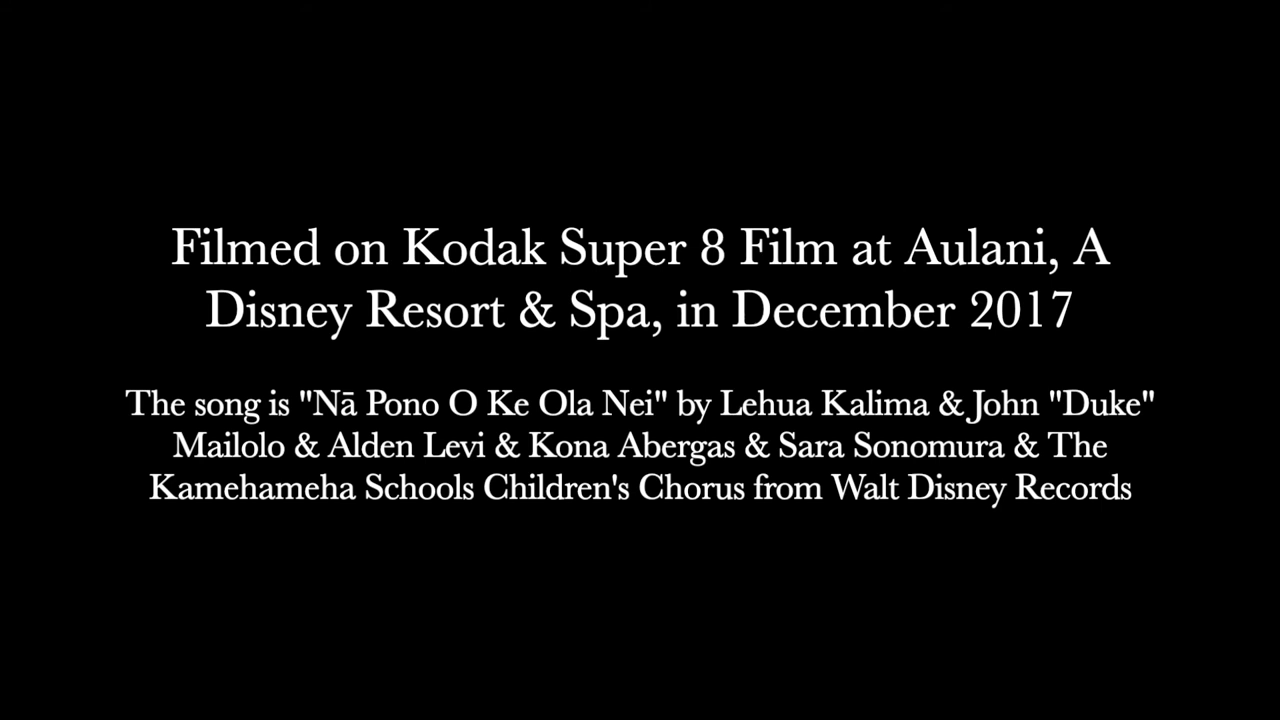 Filmed on Kodak Super 8 Film at Aulani, A
Disney Resort & Spa, in December 2017
The song is "Nā Pono O Ke Ola Nei" by Lehua Kalima & John "Duke"
Mailolo & Alden Levi & Kona Abergas & Sara Sonomura & The
Kamehameha Schools Children's Chorus from Walt Disney Records